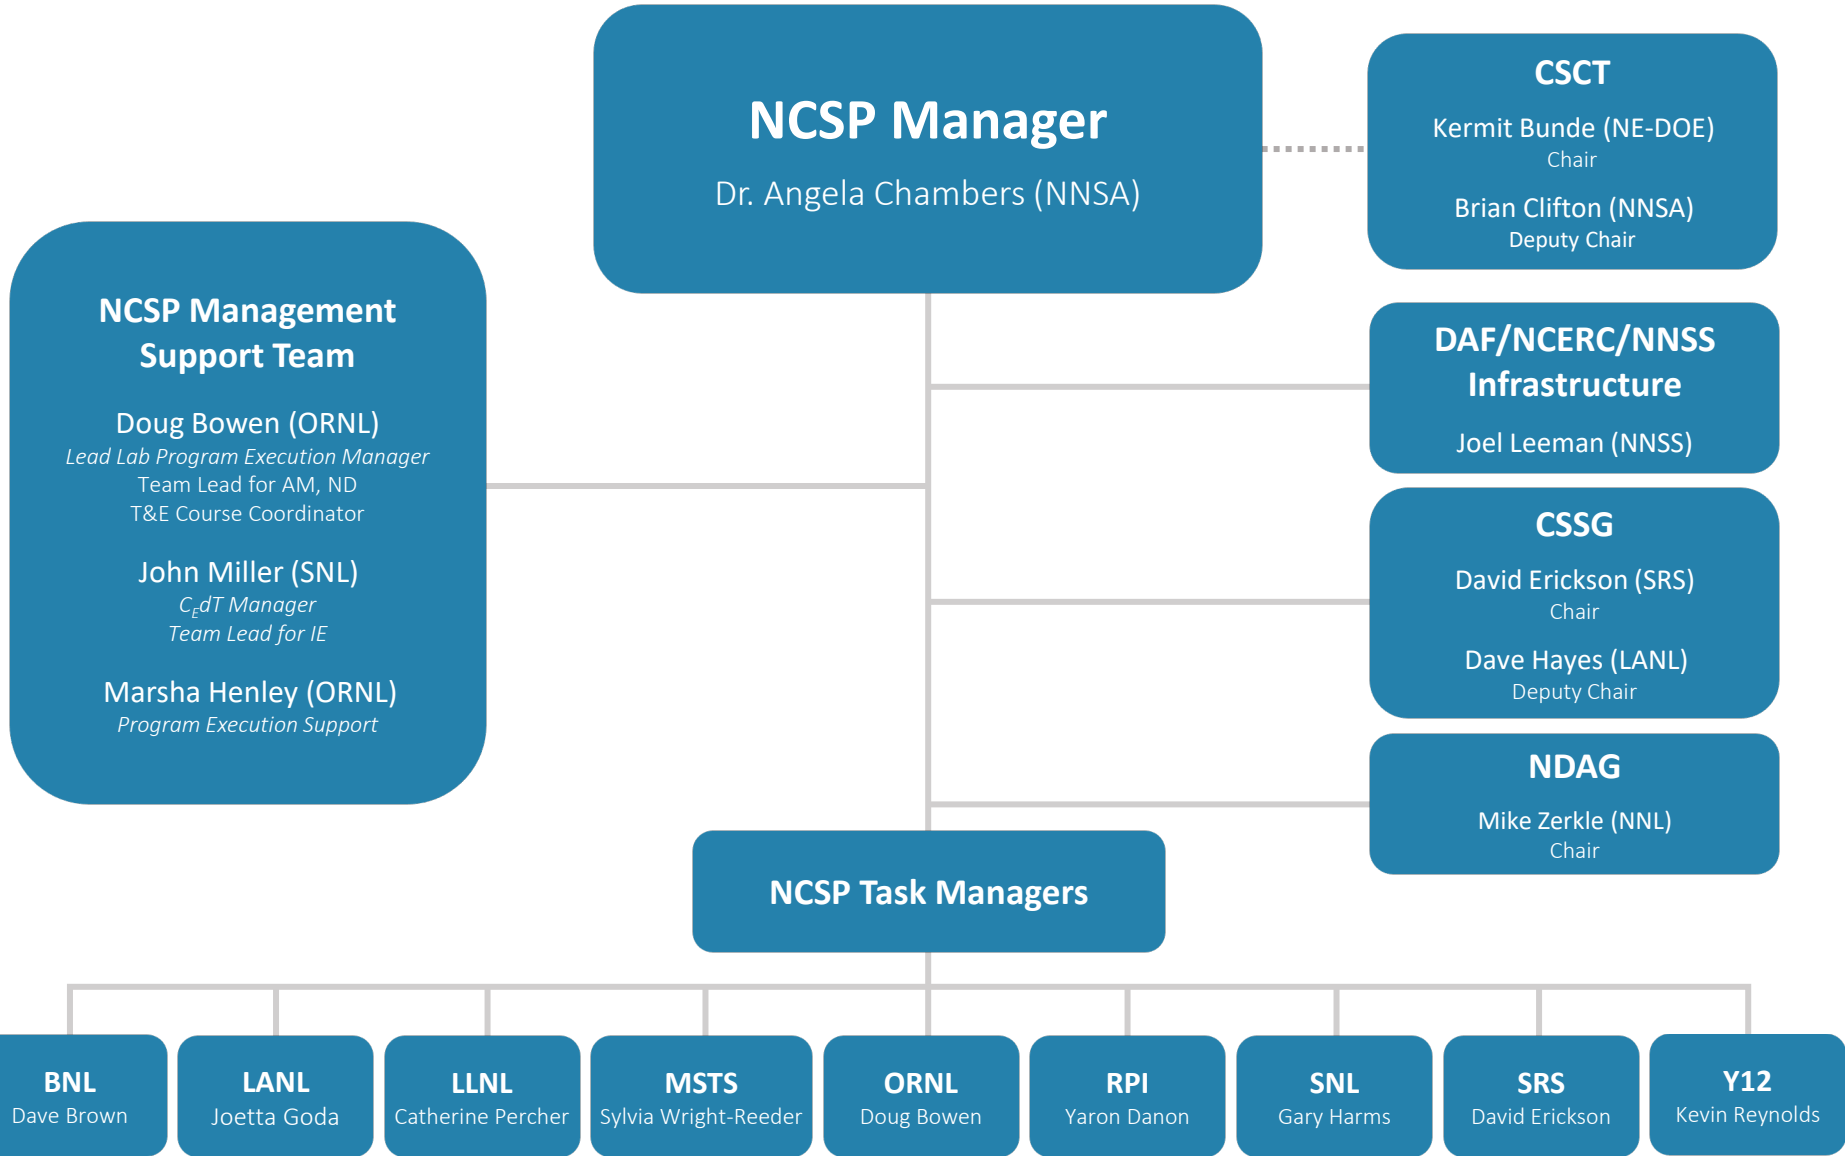 NCSP Manager
Dr. Angela Chambers (NNSA)
CSCT
Kermit Bunde (NE-DOE)
Chair
Brian Clifton (NNSA)
Deputy Chair
NCSP Management
Support Team
Doug Bowen (ORNL)
Lead Lab Program Execution Manager
Team Lead for AM, ND
T&E Course Coordinator
John Miller (SNL)
CEdT Manager
Team Lead for IE
Marsha Henley (ORNL)
Program Execution Support
DAF/NCERC/NNSS
Infrastructure
Joel Leeman (NNSS)
CSSG
David Erickson (SRS)
Chair
Dave Hayes (LANL)
Deputy Chair
NDAG
Mike Zerkle (NNL)
Chair
NCSP Task Managers
BNL
Dave Brown
LANL
Joetta Goda
LLNL
Catherine Percher
MSTS
Sylvia Wright-Reeder
ORNL
Doug Bowen
RPI
Yaron Danon
SNL
Gary Harms
SRS
David Erickson
Y12
Kevin Reynolds